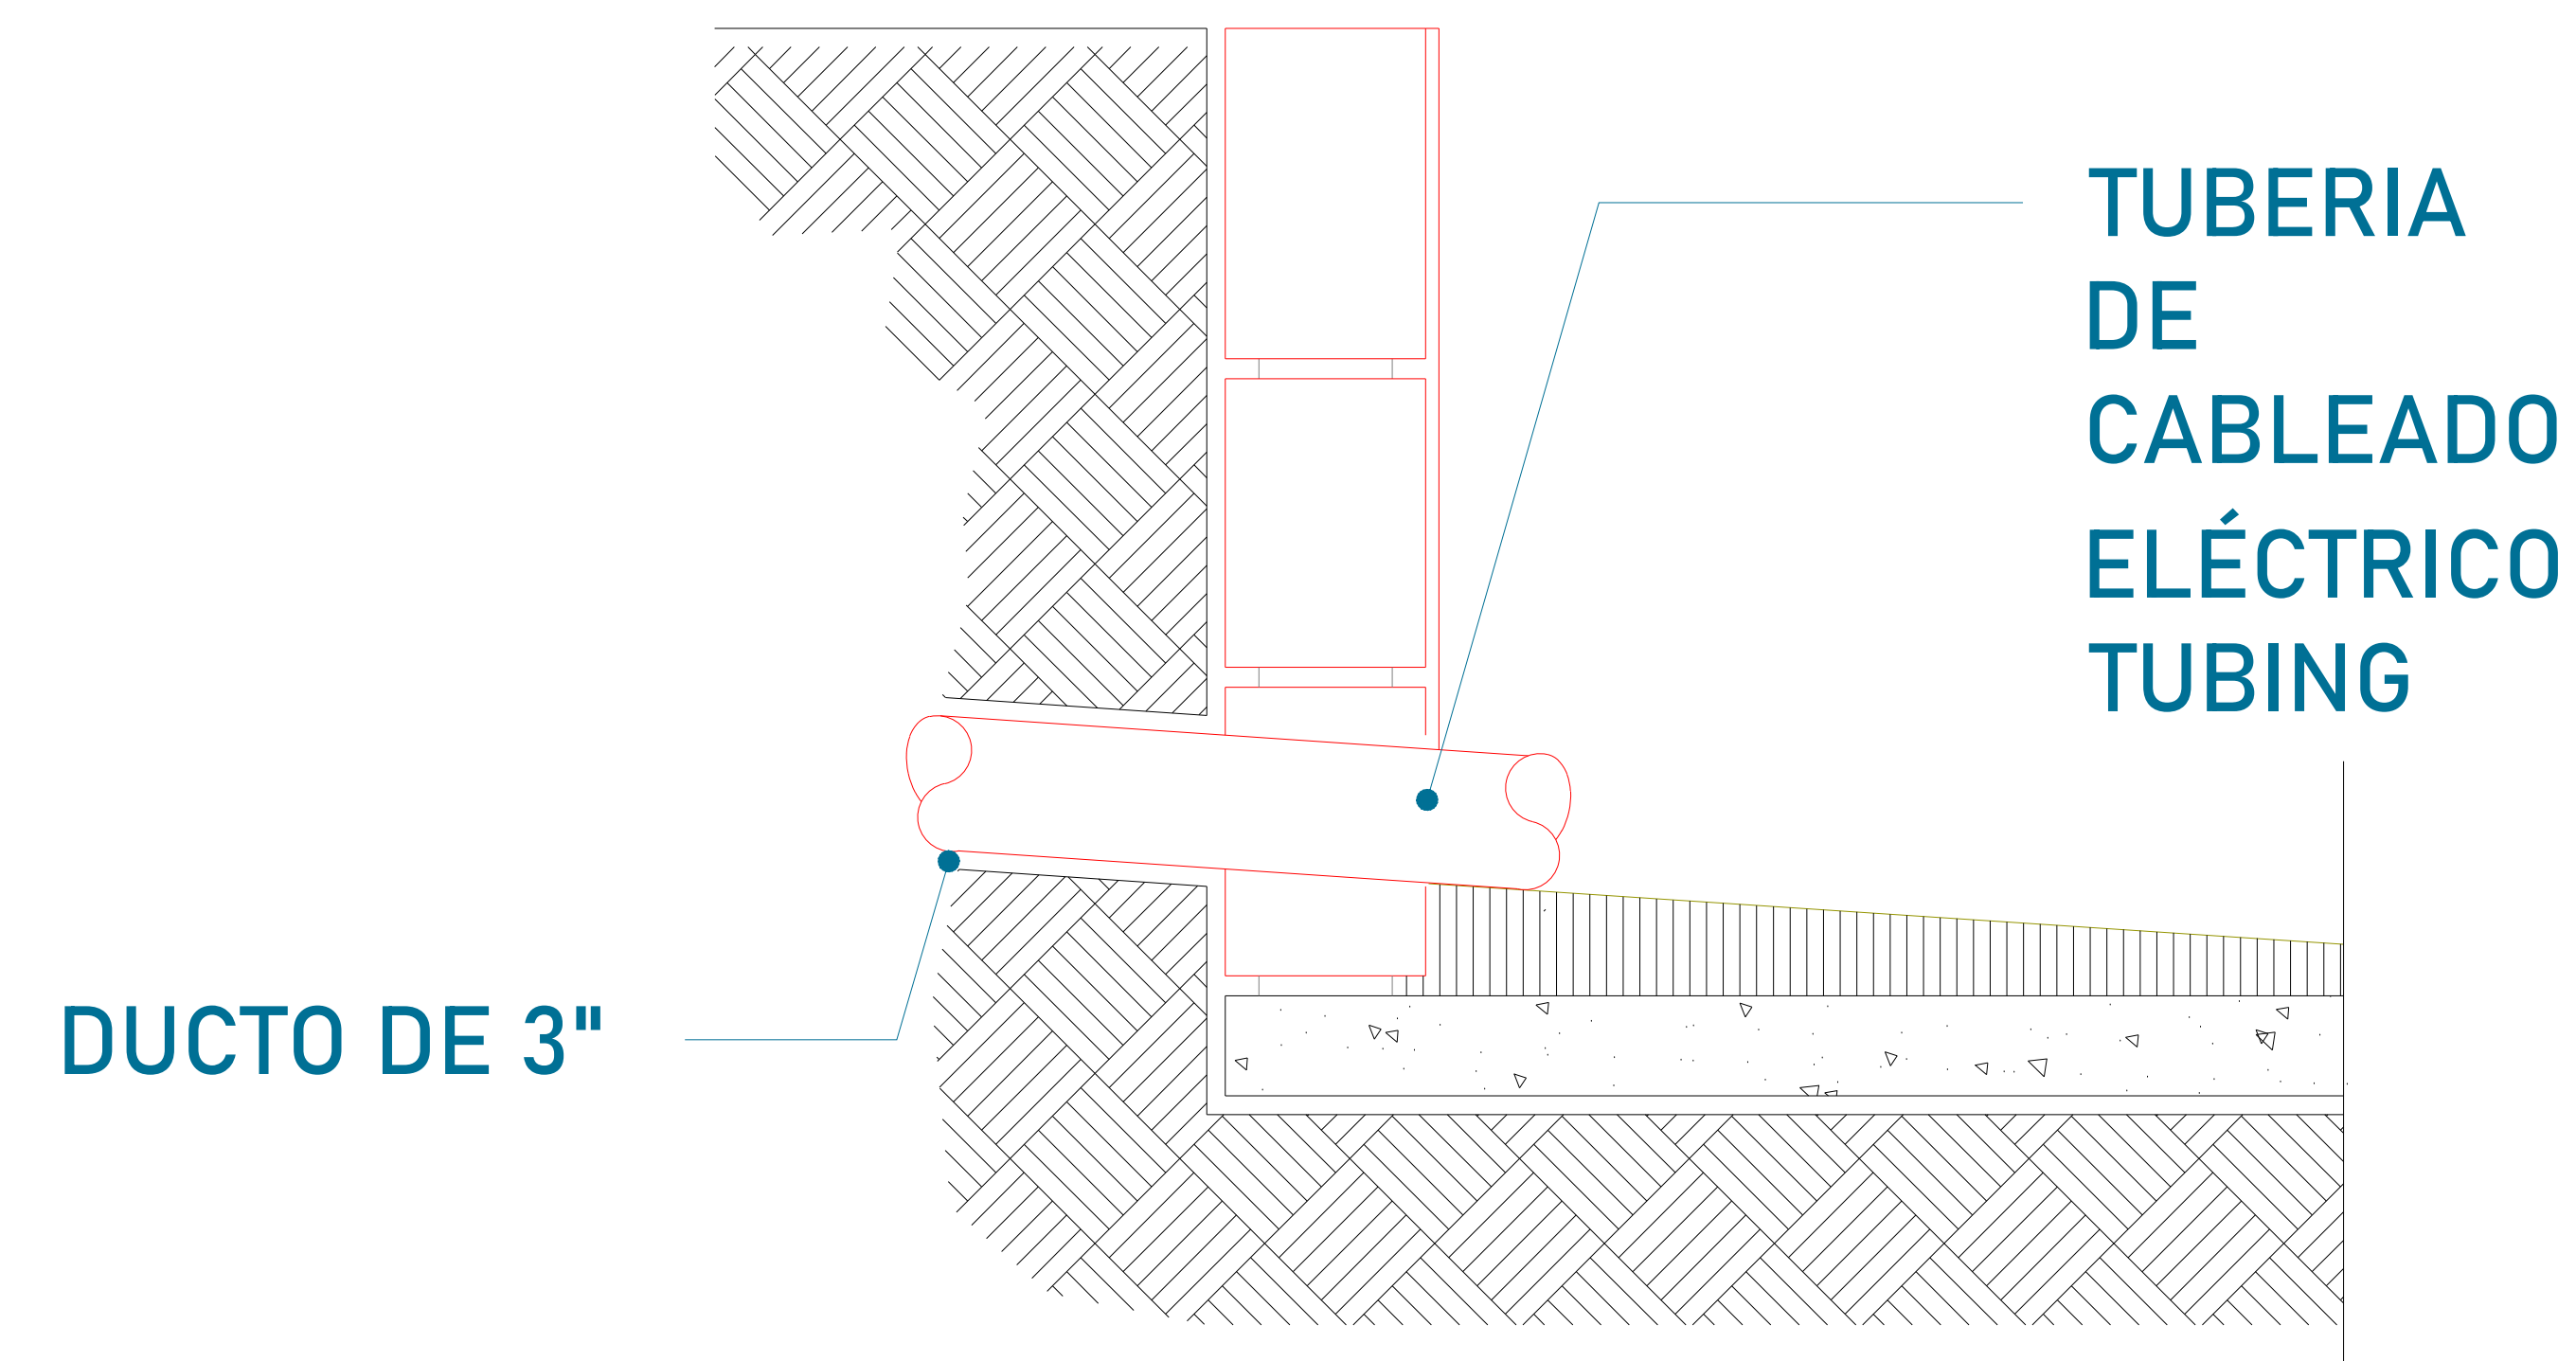 TUBERIA
DE
CABLEADO
ELÉCTRICO
TUBING
DUCTO DE 3"